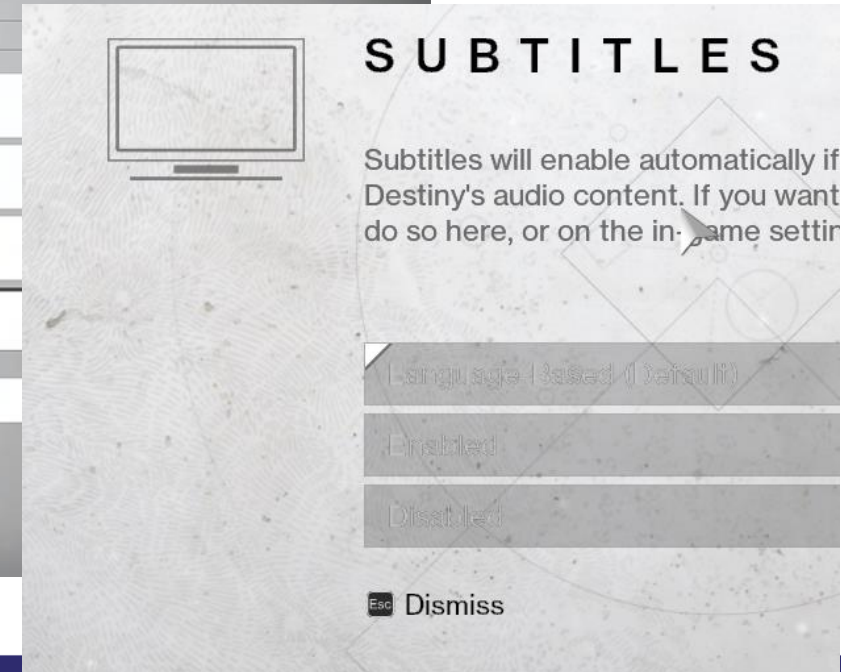 SUBTITLES
Subtitles will enable automatically if
Destiny's audio content. If you want
do so here, or on the in-game
Language Based (Default)
Enabled
Disabled
Esc Dismiss